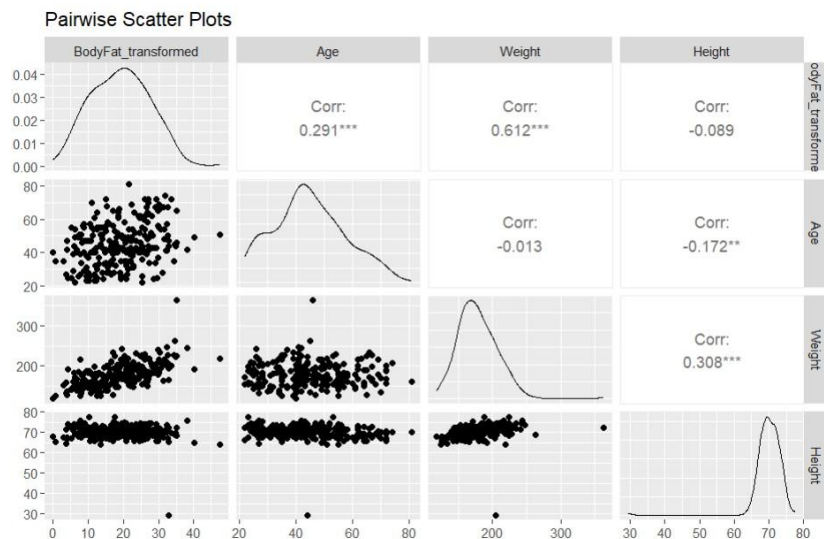 Pairwise Scatter Plots
BodyFat_transformed Age Weight Height
0.04
0.03
0.02
0.01
0.00
Corr:
0.291***
Corr:
0.612***
Corr:
-0.089
odyFat_transforme
80
60
40
20
Corr:
-0.013
Corr:
-0.172**
Age
300
200
Corr:
0.308***
Weight
80
70
60
50
40
30
Height
0 10 20 30 40 20 40 60 80 200 300 30 40 50 60 70 80